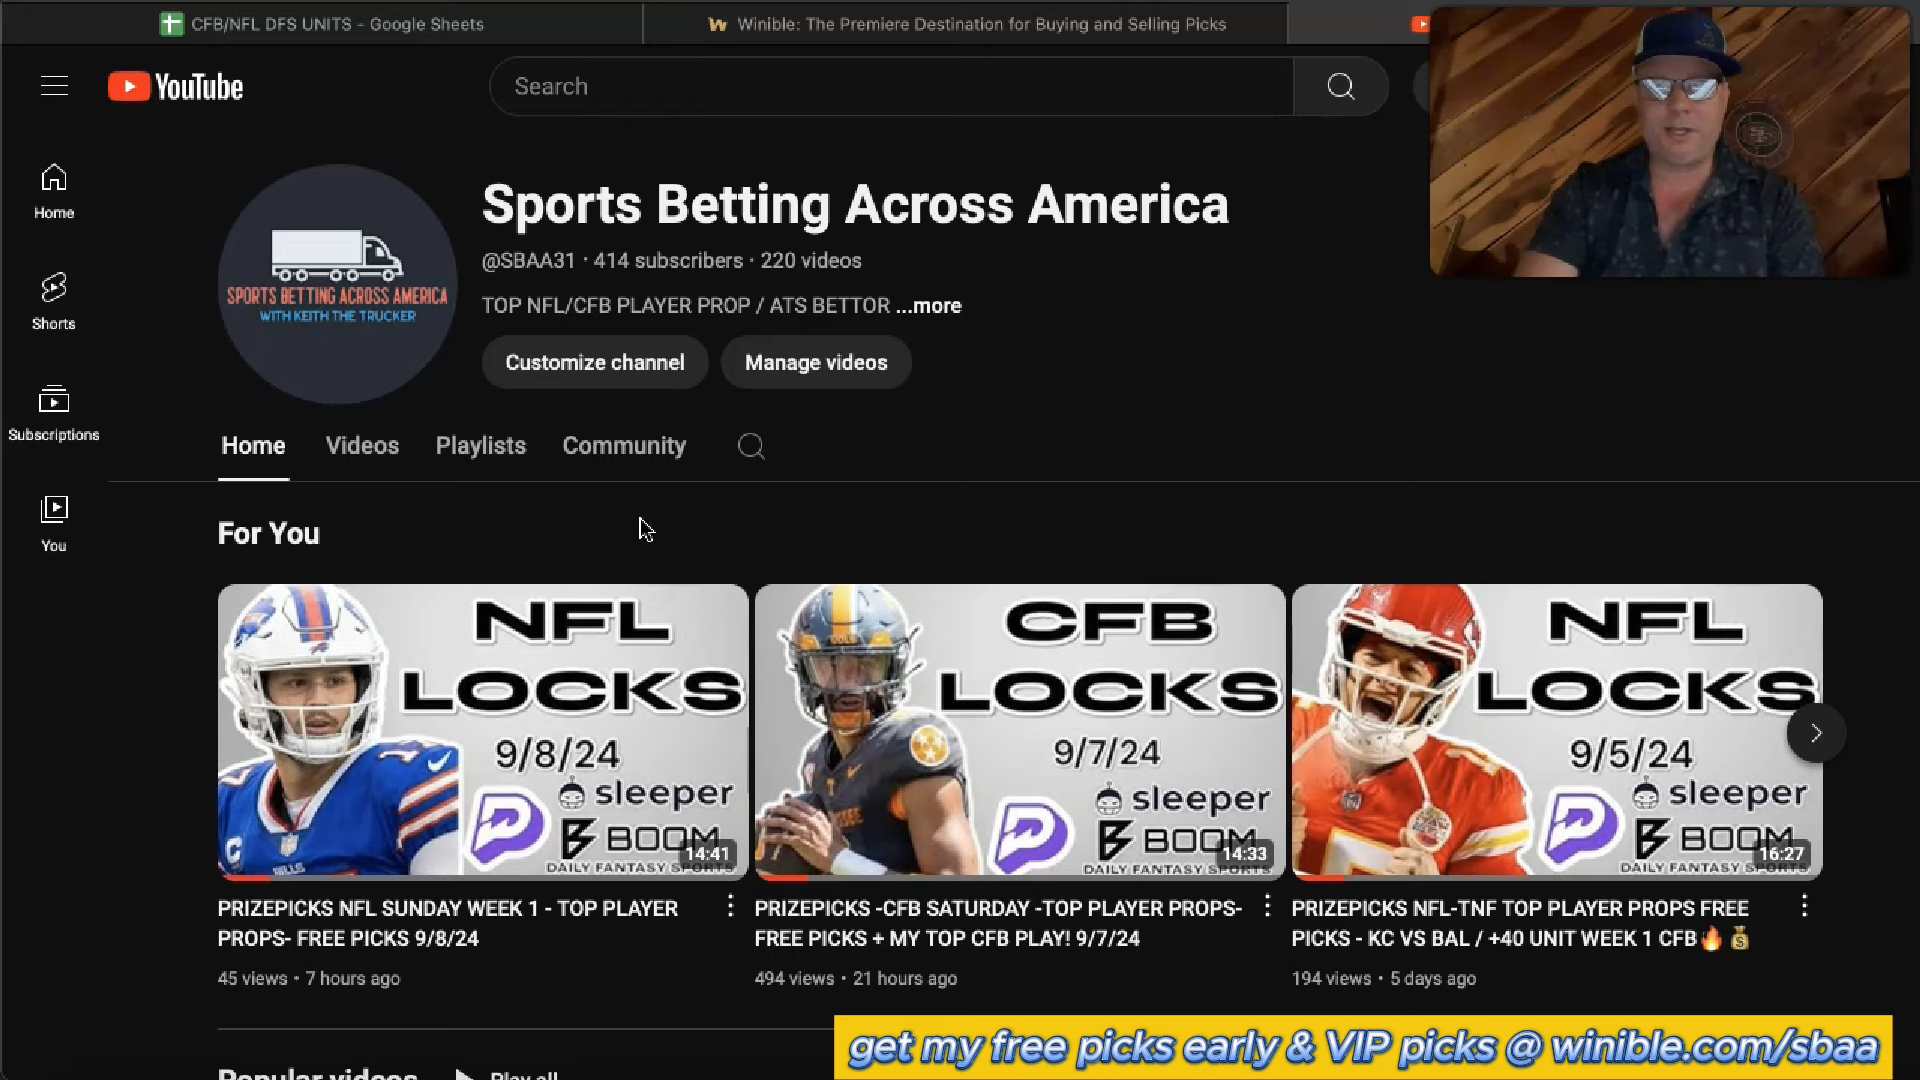 CFB/NFL DFS UNITS - Google Sheets
Winible: The Premiere Destination for Buying and Selling Picks
YouTube
Search
Home
Shorts
Subscriptions
You
SPORTS BETTING ACROSS AMERICA
WITH KEITH THE TRUCKER
Sports Betting Across America
@SBAA31 · 414 subscribers · 220 videos
TOP NFL/CFB PLAYER PROP / ATS BETTOR ...more
Customize channel
Manage videos
Home
Videos
Playlists
Community
For You
NFL
LOCKS
9/8/24
sleeper
BOOM
DAILY FANTASY SPORTS
14:41
BILLS
CFB
LOCKS
9/7/24
sleeper
BOOM
DAILY FANTASY SPORTS
14:33
NFL
LOCKS
9/5/24
sleeper
BOOM
DAILY FANTASY SPORTS
16:27
PRIZEPICKS NFL SUNDAY WEEK 1 - TOP PLAYER
PROPS- FREE PICKS 9/8/24
45 views · 7 hours ago
PRIZEPICKS -CFB SATURDAY -TOP PLAYER PROPS-
FREE PICKS + MY TOP CFB PLAY! 9/7/24
494 views · 21 hours ago
PRIZEPICKS NFL-TNF TOP PLAYER PROPS FREE
PICKS - KC VS BAL / +40 UNIT WEEK 1 CFB🔥💰
194 views · 5 days ago
Popular videos
Play all
get my free picks early & VIP picks @ winible.com/sbaa